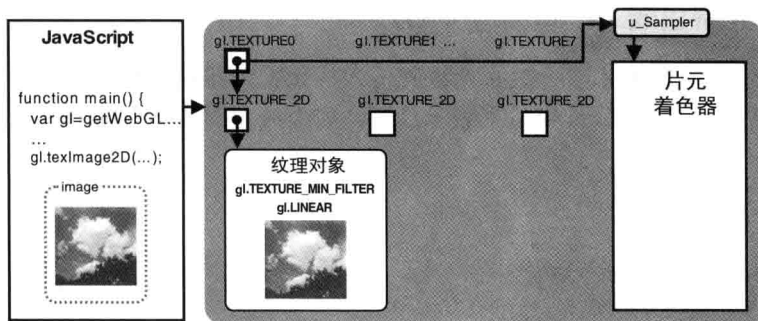 JavaScript
function main() {
var gl=getWebGL...
...
gl.texImage2D(...);
image
gl.TEXTURE0
gl.TEXTURE1 ...
gl.TEXTURE7
u_Sampler
gl.TEXTURE_2D
gl.TEXTURE_2D
gl.TEXTURE_2D
片元
着色器
纹理对象
gl.TEXTURE_MIN_FILTER
gl.LINEAR